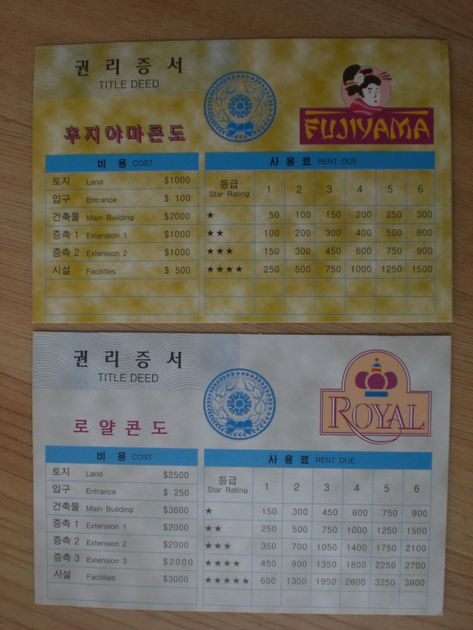 권리증서
TITLE DEED
후지야마콘도
FUJIYAMA
비 용 COST
토지 Land $1000
입구 Entrance $ 100
건축물 Main Building $2000
증축 1 Extension 1 $1000
증축 2 Extension 2 $1000
시설 Facilities $ 500
사 용 료 RENT DUE
등급 Star Rating 1 2 3 4 5 6
★ 50 100 150 200 250 300
★★ 100 200 300 400 500 600
★★★ 150 300 450 600 750 900
★★★★ 250 500 750 1000 1250 1500
권리증서
TITLE DEED
로얄콘도
ROYAL
비 용 COST
토지 Land $2500
입구 Entrance $ 250
건축물 Main Building $3600
증축 1 Extension 1 $2000
증축 2 Extension 2 $2000
증축 3 Extension 3 $2000
시설 Facilities $3000
사 용 료 RENT DUE
등급 Star Rating 1 2 3 4 5 6
★ 150 300 450 600 750 900
★★ 250 500 750 1000 1250 1500
★★★ 350 700 1050 1400 1750 2100
★★★★ 450 900 1350 1800 2250 2700
★★★★★ 650 1300 1950 2600 3250 3900